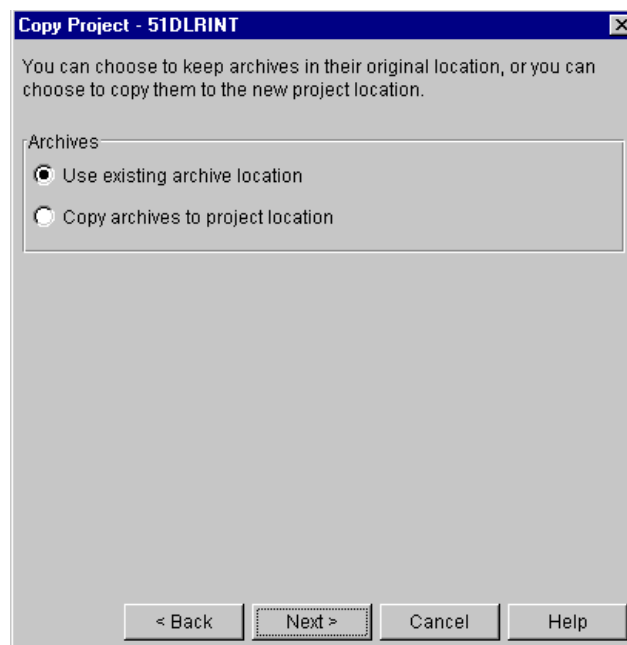 Copy Project - 51DLRINT
You can choose to keep archives in their original location, or you can
choose to copy them to the new project location.
Archives
Use existing archive location
Copy archives to project location
< Back
Next >
Cancel
Help